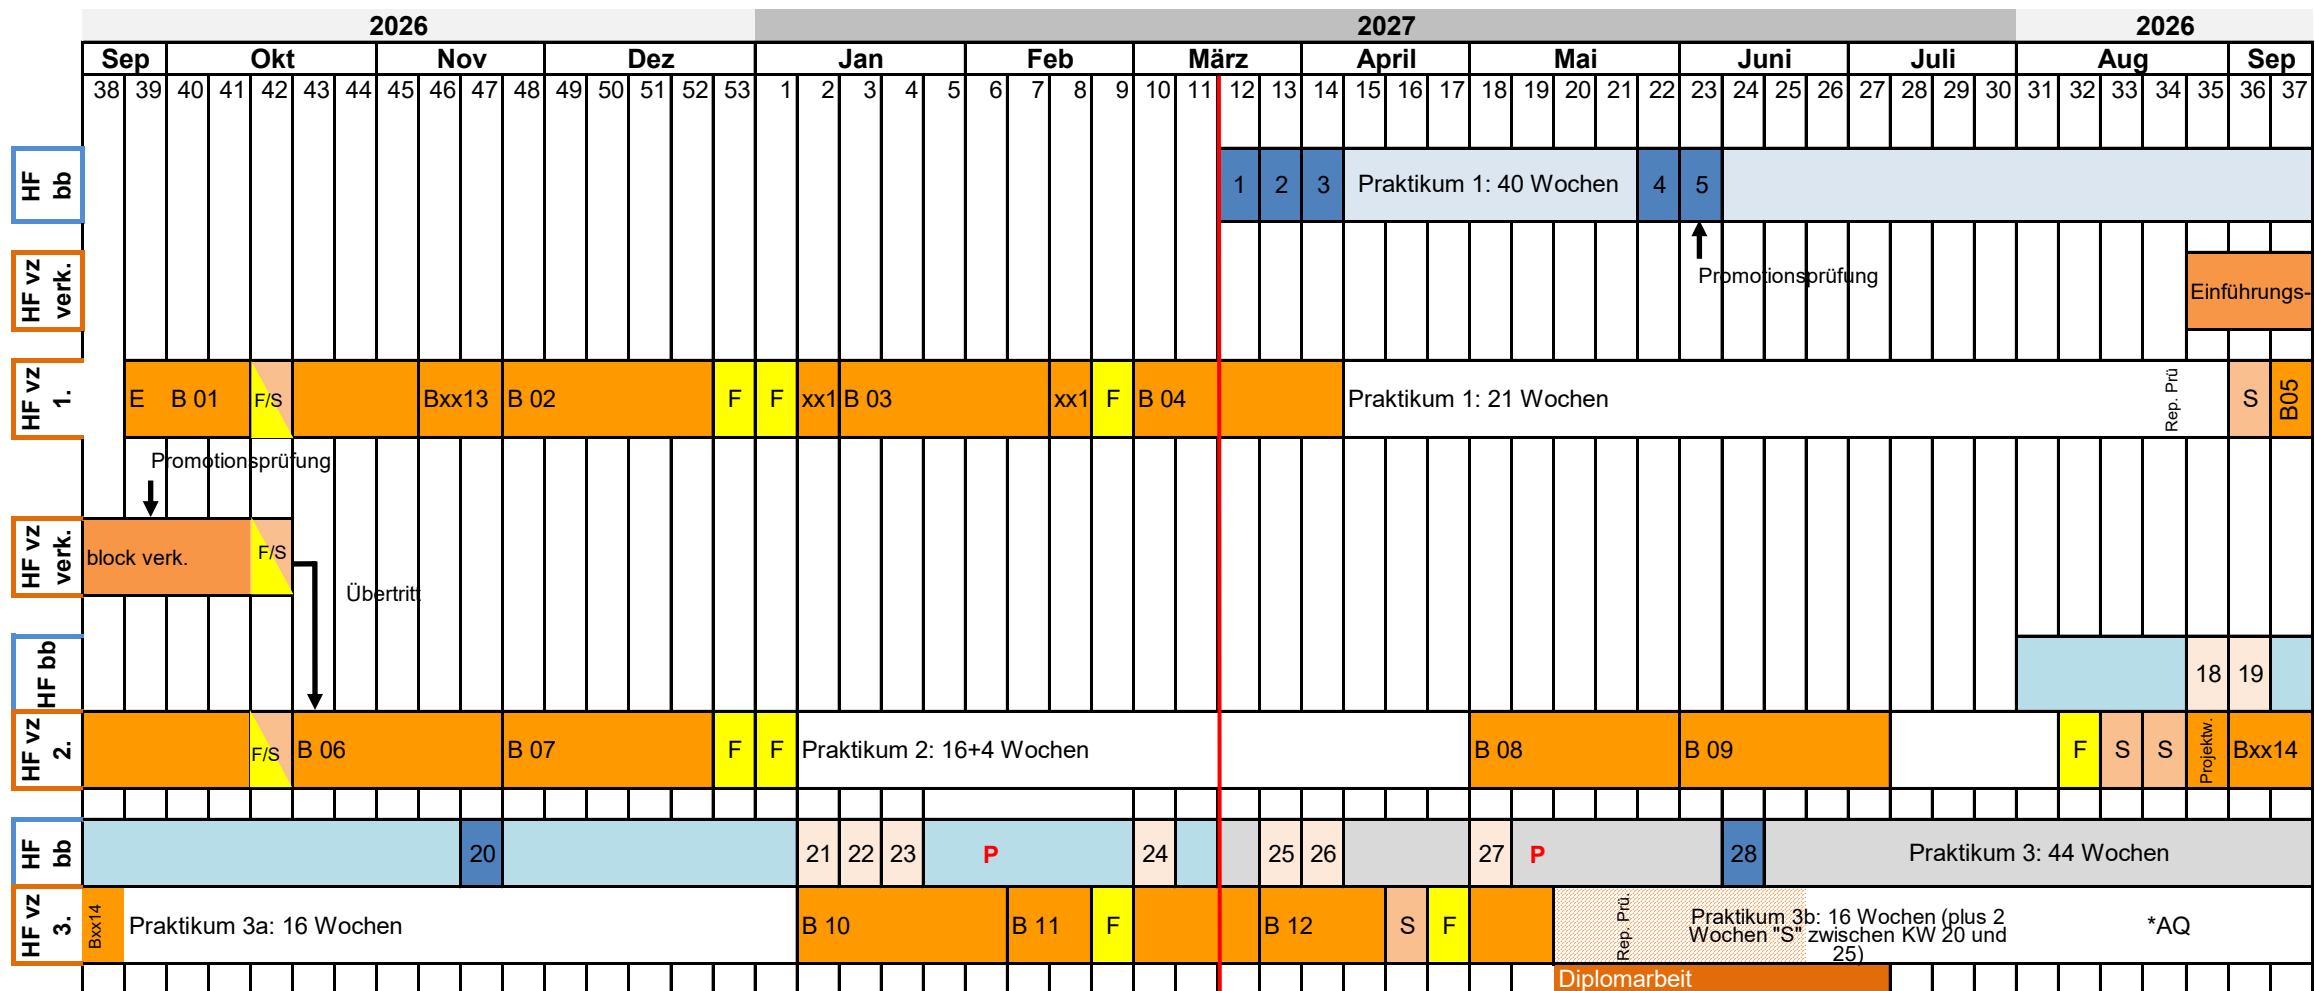 2026 2027 2026
Sep Okt Nov Dez Jan Feb März April Mai Juni Juli Aug Sep
38 39 40 41 42 43 44 45 46 47 48 49 50 51 52 53 1 2 3 4 5 6 7 8 9 10 11 12 13 14 15 16 17 18 19 20 21 22 23 24 25 26 27 28 29 30 31 32 33 34 35 36 37
HF
bb
1 2 3 Praktikum 1: 40 Wochen 4 5
Promotionsprüfung
HF vz
verk.
Einführungs-
HF vz
1.
E B 01 F/S Bxx13 B 02 F F xx1 B 03 xx1 F B 04 Praktikum 1: 21 Wochen Rep. Prü S B05
Promotionsprüfung
HF vz
verk.
block verk. F/S
Übertritt
HF bb
18 19
HF vz
2.
F/S B 06 B 07 F F Praktikum 2: 16+4 Wochen B 08 B 09 F S S Projektw. Bxx14
HF
bb
20 21 22 23 P 24 25 26 27 P 28 Praktikum 3: 44 Wochen
HF vz
3.
Bxx14 Praktikum 3a: 16 Wochen B 10 B 11 F B 12 S F Rep. Prü.
Praktikum 3b: 16 Wochen (plus 2
Wochen "S" zwischen KW 20 und
25)
*AQ
Diplomarbeit